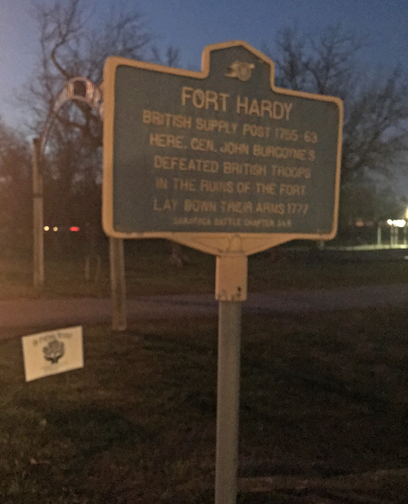 FORT HARDY
BRITISH SUPPLY POST 1755-63
HERE, GEN. JOHN BURGOYNE'S
DEFEATED BRITISH TROOPS
IN THE RUINS OF THE FORT
LAY DOWN THEIR ARMS 1777
SARATOGA BATTLE CHAPTER SAR